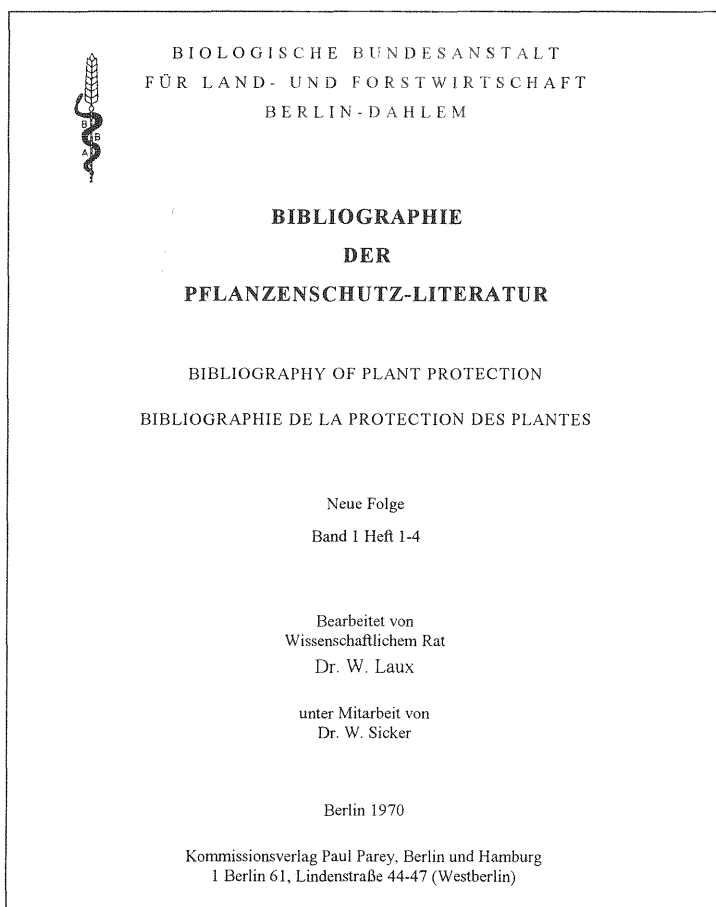 BIOLOGISCHE BUNDESANSTALT
FÜR LAND- UND FORSTWIRTSCHAFT
BERLIN-DAHLEM
B
B
A
BIBLIOGRAPHIE
DER
PFLANZENSCHUTZ-LITERATUR
BIBLIOGRAPHY OF PLANT PROTECTION
BIBLIOGRAPHIE DE LA PROTECTION DES PLANTES
Neue Folge
Band 1 Heft 1-4
Bearbeitet von
Wissenschaftlichem Rat
Dr. W. Laux
unter Mitarbeit von
Dr. W. Sicker
Berlin 1970
Kommissionsverlag Paul Parey, Berlin und Hamburg
1 Berlin 61, Lindenstraße 44-47 (Westberlin)